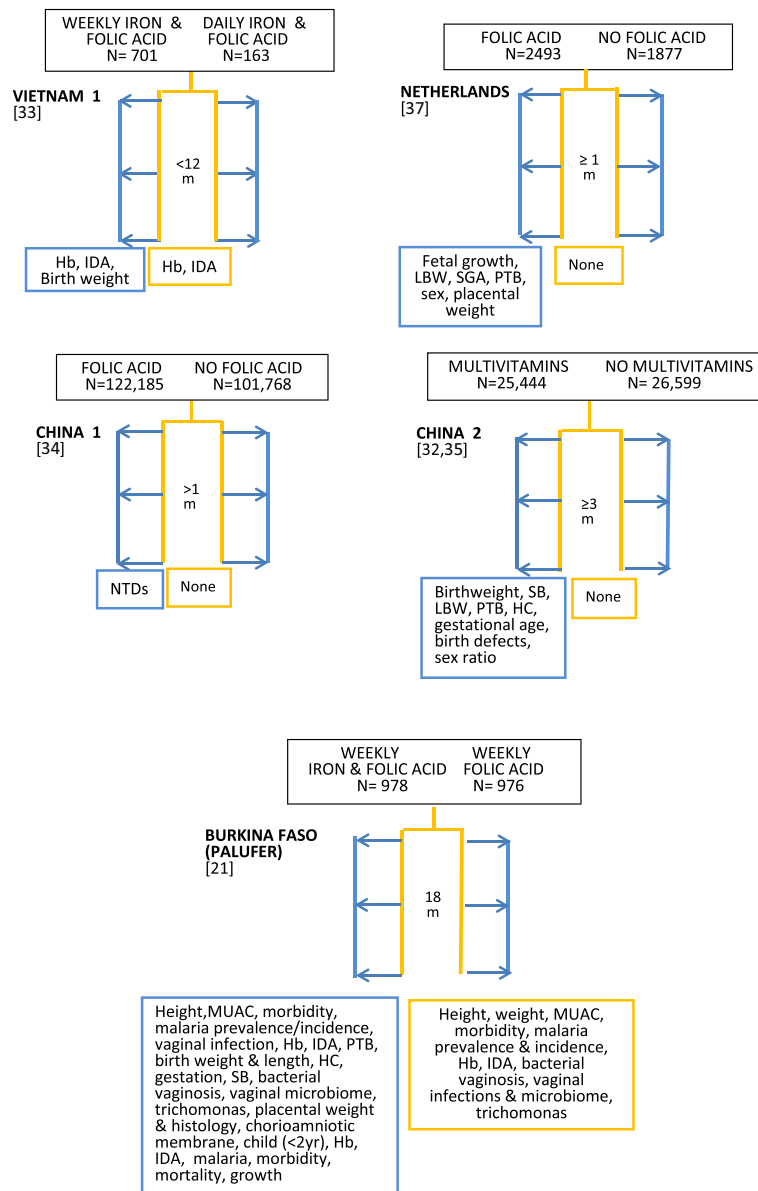 WEEKLY IRON &
FOLIC ACID
N= 701
DAILY IRON &
FOLIC ACID
N=163
VIETNAM 1
[33]
<12
m
Hb, IDA,
Birth weight
Hb, IDA
FOLIC ACID
N=2493
NO FOLIC ACID
N=1877
NETHERLANDS
[37]
≥ 1
m
Fetal growth,
LBW, SGA, PTB,
sex, placental
weight
None
FOLIC ACID
N=122,185
NO FOLIC ACID
N=101,768
CHINA 1
[34]
>1
m
NTDs
None
MULTIVITAMINS
N=25,444
NO MULTIVITAMINS
N= 26,599
CHINA 2
[32,35]
≥3
m
Birthweight, SB,
LBW, PTB, HC,
gestational age,
birth defects,
sex ratio
None
WEEKLY
IRON & FOLIC ACID
N= 978
WEEKLY
FOLIC ACID
N= 976
BURKINA FASO
(PALUFER)
[21]
18
m
Height,MUAC, morbidity,
malaria prevalence/incidence,
vaginal infection, Hb, IDA, PTB,
birth weight & length, HC,
gestation, SB, bacterial
vaginosis, vaginal microbiome,
trichomonas, placental weight
& histology, chorioamniotic
membrane, child (<2yr), Hb,
IDA, malaria, morbidity,
mortality, growth
Height, weight, MUAC,
morbidity, malaria
prevalence & incidence,
Hb, IDA, bacterial
vaginosis, vaginal
infections & microbiome,
trichomonas